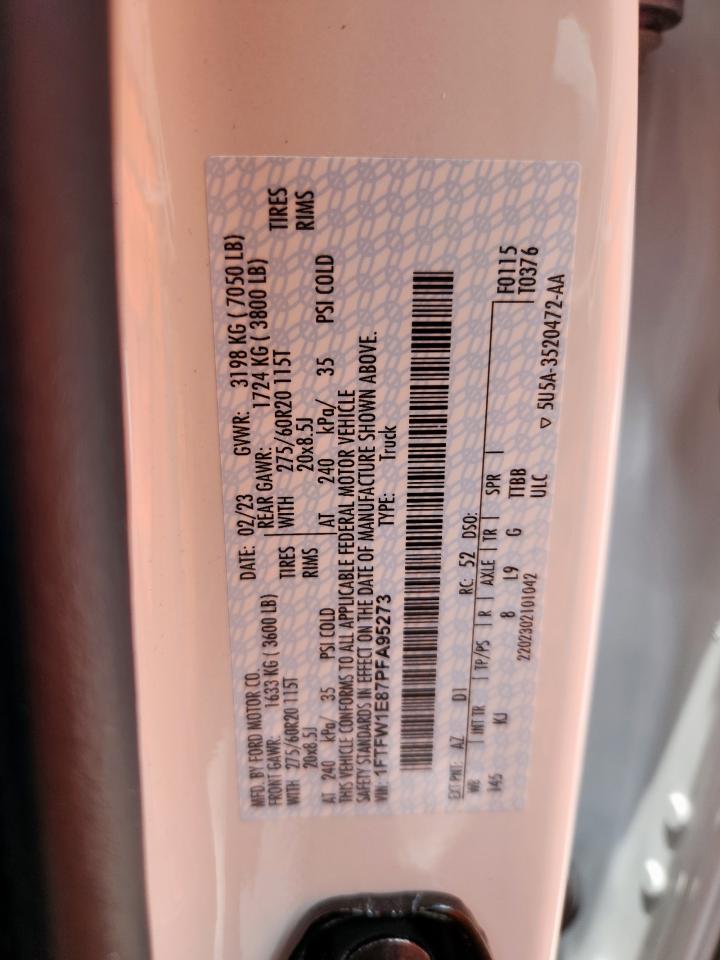 MFD. BY FORD MOTOR CO.
DATE: 02/23 GVWR: 3198 KG ( 7050 LB)
FRONT GAWR: 1633 KG ( 3600 LB)
REAR GAWR: 1724 KG ( 3800 LB)
WITH 275/60R20 115T TIRES
WITH 275/60R20 115T TIRES
20x8.5J RIMS
20x8.5J RIMS
AT 240 kPa/ 35 PSI COLD
AT 240 kPa/ 35 PSI COLD
THIS VEHICLE CONFORMS TO ALL APPLICABLE FEDERAL MOTOR VEHICLE
SAFETY STANDARDS IN EFFECT ON THE DATE OF MANUFACTURE SHOWN ABOVE.
VIN: 1FTFW1E87PFA95273 TYPE: Truck
F0115
T0376
EXT PNT: AZ D1 RC: 52 DSO:
WB INT TR TP/PS R AXLE TR SPR
145 KJ 8 L9 G TTBB
ULC
2202302101042
5U5A-3520472-AA